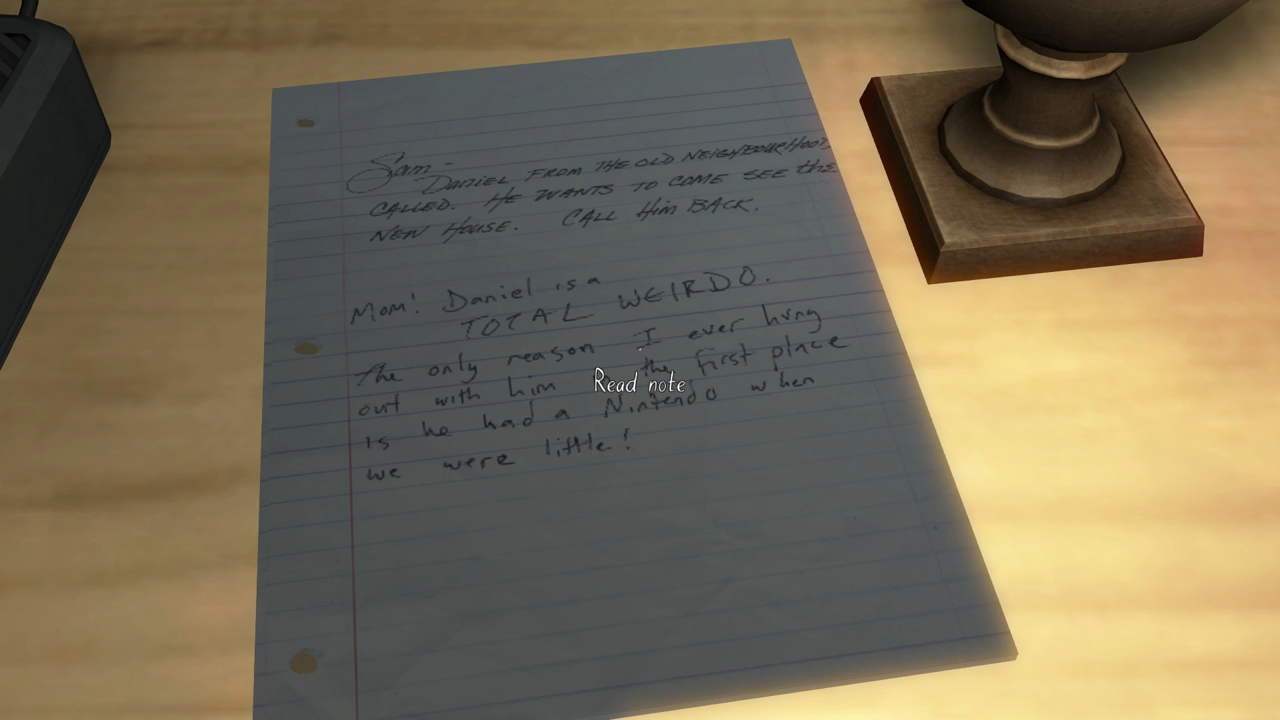 Sam-
DANIEL FROM THE OLD NEIGHBOURHOOD
CALLED. HE WANTS TO COME SEE the
NEW HOUSE. CALL Him BACK.
Mom! Daniel is a
TOTAL WEIRDO.
The only reason I ever hung
out with him the first place
is he had a Nintendo when
we were little!
Read note